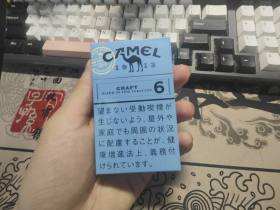 CAMEL
1913
CRAFT
6
望まない受動喫煙が
生じないよう、屋外や
家庭でも周囲の状況
に配慮することが、健
康増進法上、義務付
けられています。